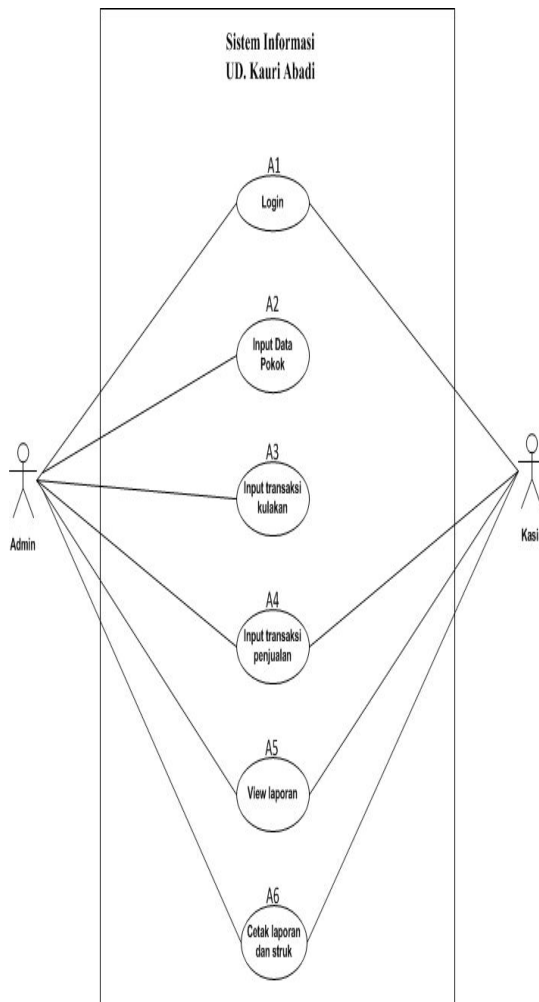 Sistem Informasi
UD. Kauri Abadi
A1
Login
A2
Input Data
Pokok
A3
Input transaksi
kulakan
Admin
Kasi
A4
Input transaksi
penjualan
A5
View laporan
A6
Cetak laporan
dan struk